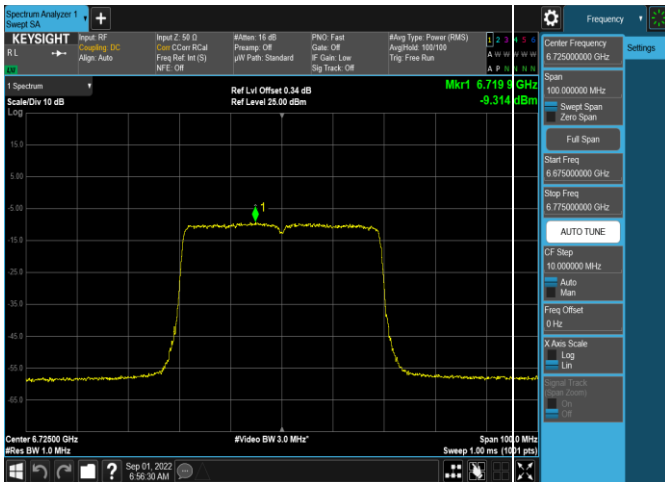 Spectrum Analyzer 1
Swept SA
Frequency
KEYSIGHT
R L
LV
Input: RF
Coupling: DC
Align: Auto
Input Z: 50 Ω
Corr CCorr RCal
Freq Ref: Int (S)
NFE: Off
#Atten: 16 dB
Preamp: Off
µW Path: Standard
PNO: Fast
Gate: Off
IF Gain: Low
Sig Track: Off
#Avg Type: Power (RMS)
Avg|Hold: 100/100
Trig: Free Run
1 2 3 4 5 6
A W W W W W
A P N N N N
Center Frequency
6.725000000 GHz
Settings
Span
100.000000 MHz
Swept Span
Zero Span
Full Span
Start Freq
6.675000000 GHz
Stop Freq
6.775000000 GHz
AUTO TUNE
CF Step
10.000000 MHz
Auto
Man
Freq Offset
0 Hz
X Axis Scale
Log
Lin
Signal Track
(Span Zoom)
On
Off
1 Spectrum
Scale/Div 10 dB
Log
Ref Lvl Offset 0.34 dB
Ref Level 25.00 dBm
Mkr1 6.719 9 GHz
-9.314 dBm
15.0
5.00
-5.00
-15.0
-25.0
-35.0
-45.0
-55.0
-65.0
1
Center 6.72500 GHz
#Res BW 1.0 MHz
#Video BW 3.0 MHz*
Span 100.0 MHz
Sweep 1.00 ms (1001 pts)
Sep 01, 2022
6:56:30 AM